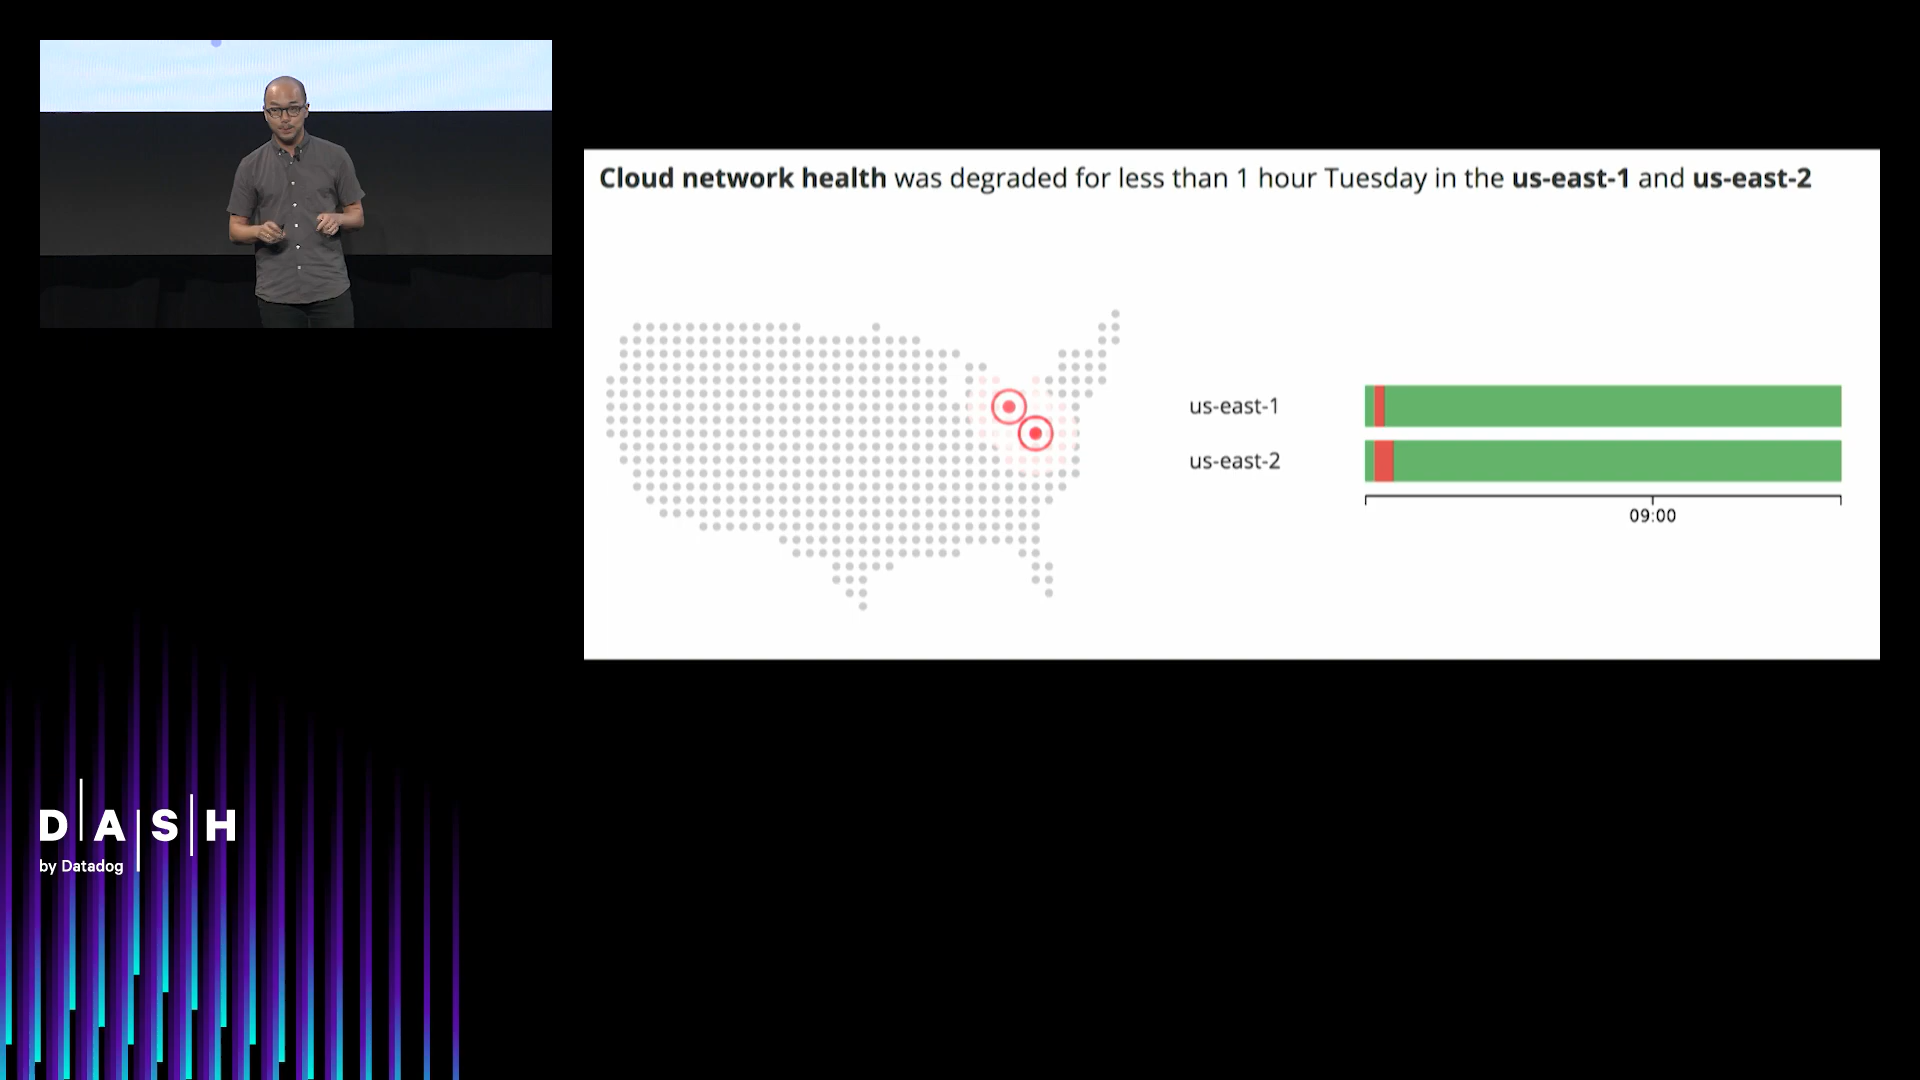 Cloud network health was degraded for less than 1 hour Tuesday in the us-east-1 and us-east-2
us-east-1
us-east-2
09:00
DASH
by Datadog